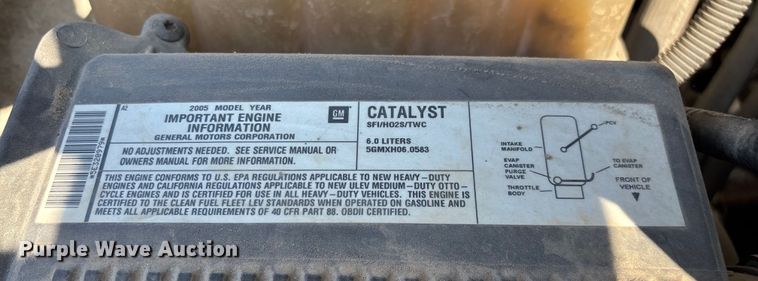 A2
2005 MODEL YEAR
IMPORTANT ENGINE
INFORMATION
GENERAL MOTORS CORPORATION
GM
NO ADJUSTMENTS NEEDED. SEE SERVICE MANUAL OR
OWNERS MANUAL FOR MORE INFORMATION.
THIS ENGINE CONFORMS TO U.S. EPA REGULATIONS APPLICABLE TO NEW HEAVY-DUTY
ENGINES AND CALIFORNIA REGULATIONS APPLICABLE TO NEW ULEV MEDIUM-DUTY OTTO-
CYCLE ENGINES AND IS CERTIFIED FOR USE IN ALL HEAVY-DUTY VEHICLES. THIS ENGINE IS
CERTIFIED TO THE CLEAN FUEL FLEET LEV STANDARDS WHEN OPERATED ON GASOLINE AND
MEETS ALL APPLICABLE REQUIREMENTS OF 40 CFR PART 88. OBDII CERTIFIED.
CATALYST
SFI/HO2S/TWC
6.0 LITERS
5GMXH06.0583
PCV
INTAKE
MANIFOLD
EVAP
CANISTER
PURGE
VALVE
THROTTLE
BODY
TO EVAP
CANISTER
FRONT OF
VEHICLE
Purple Wave Auction